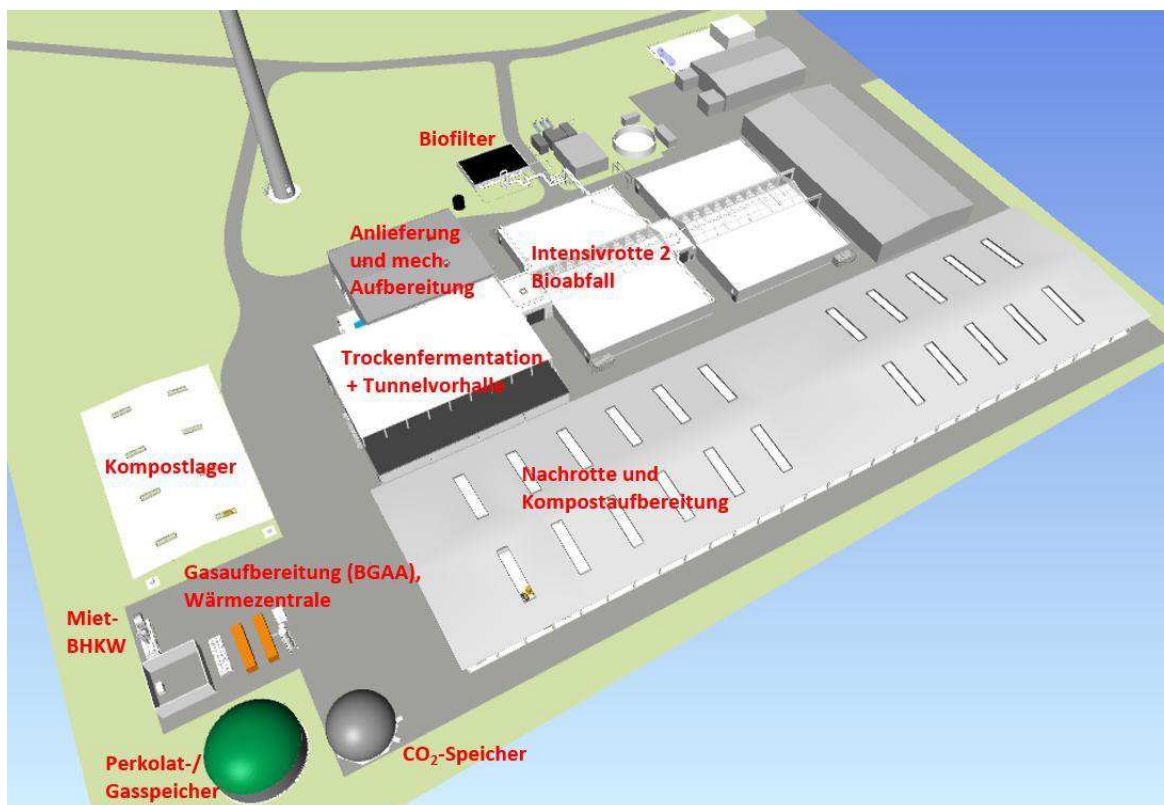 Biofilter
Anlieferung
und mech.
Aufbereitung
Intensivrotte 2
Bioabfall
Trockenfermentation
+ Tunnelvorhalle
Kompostlager
Nachrotte und
Kompostaufbereitung
Gasaufbereitung (BGAA),
Wärmezentrale
Miet-
BHKW
CO₂-Speicher
Perkolat-/
Gasspeicher